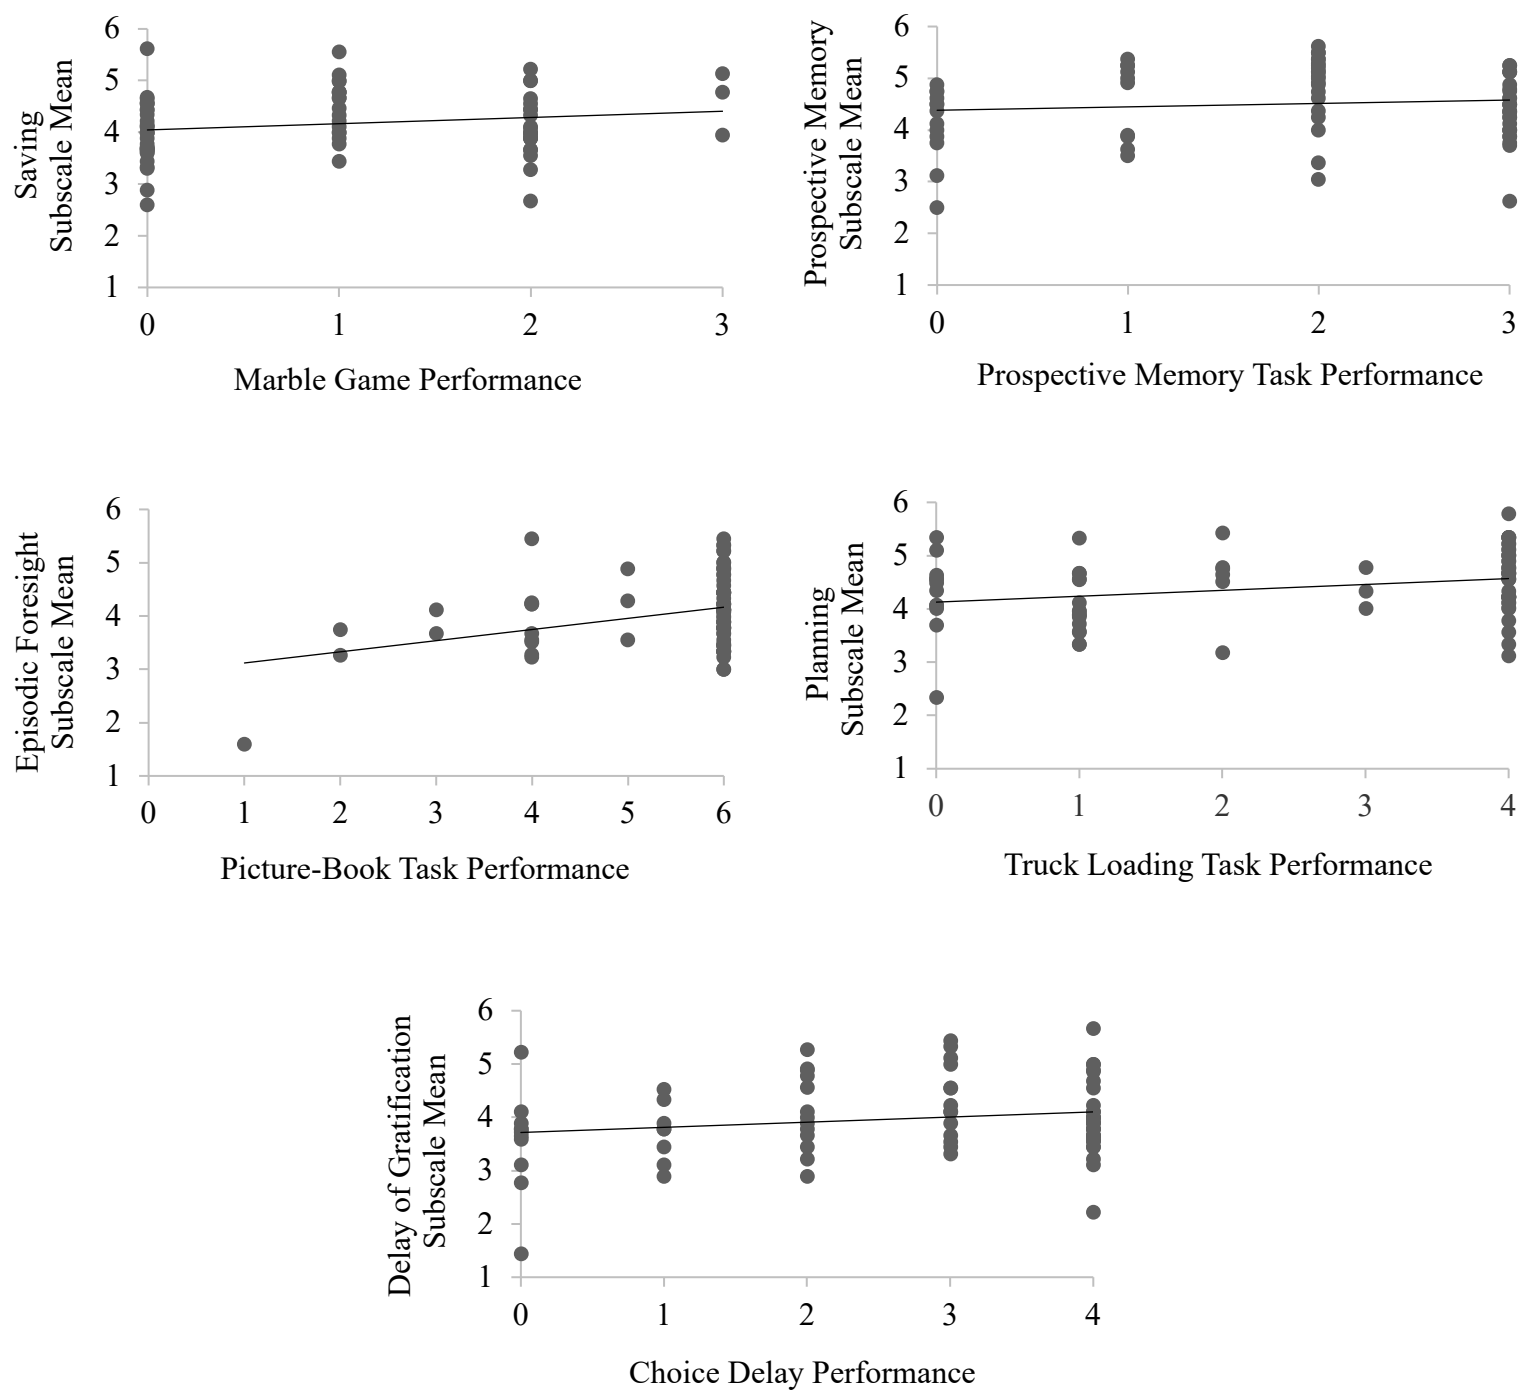 Saving
Subscale Mean
6
5
4
3
2
1
0 1 2 3
Marble Game Performance
Prospective Memory
Subscale Mean
6
5
4
3
2
1
0 1 2 3
Prospective Memory Task Performance
Episodic Foresight
Subscale Mean
6
5
4
3
2
1
0 1 2 3 4 5 6
Picture-Book Task Performance
Planning
Subscale Mean
6
5
4
3
2
1
0 1 2 3 4
Truck Loading Task Performance
Delay of Gratification
Subscale Mean
6
5
4
3
2
1
0 1 2 3 4
Choice Delay Performance